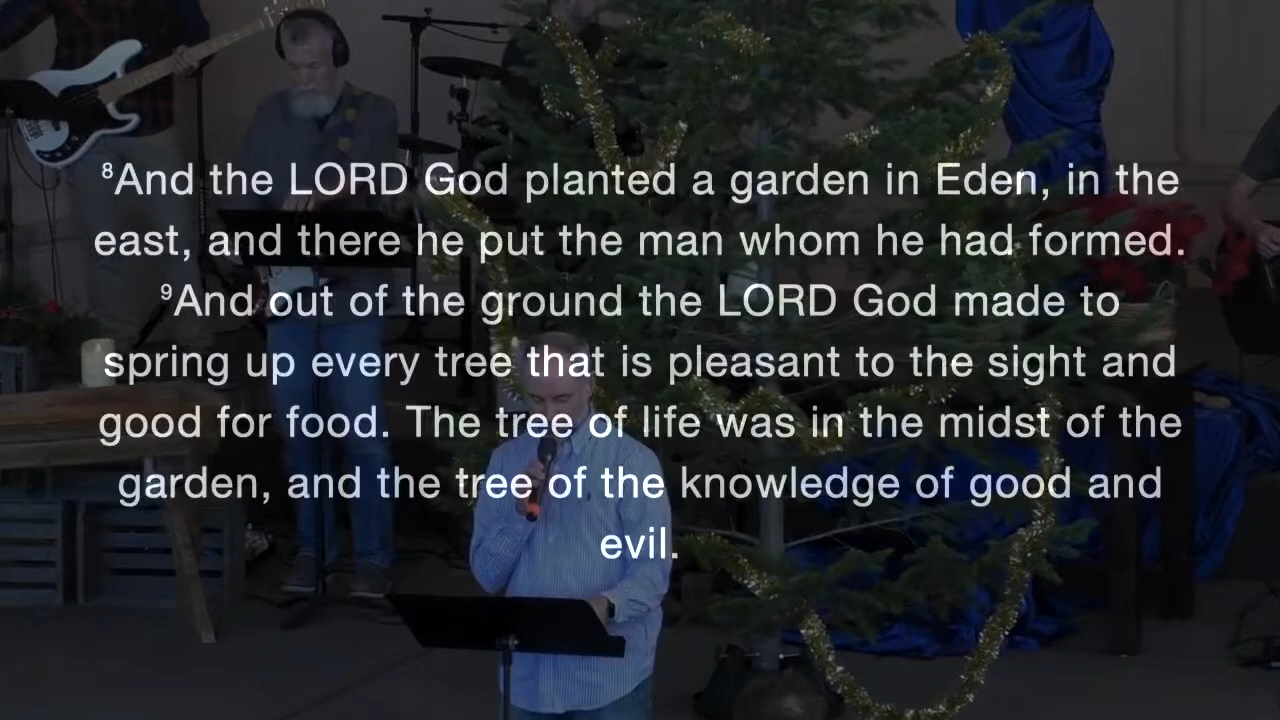 ⁸And the LORD God planted a garden in Eden, in the
east, and there he put the man whom he had formed.
⁹And out of the ground the LORD God made to
spring up every tree that is pleasant to the sight and
good for food. The tree of life was in the midst of the
garden, and the tree of the knowledge of good and
evil.